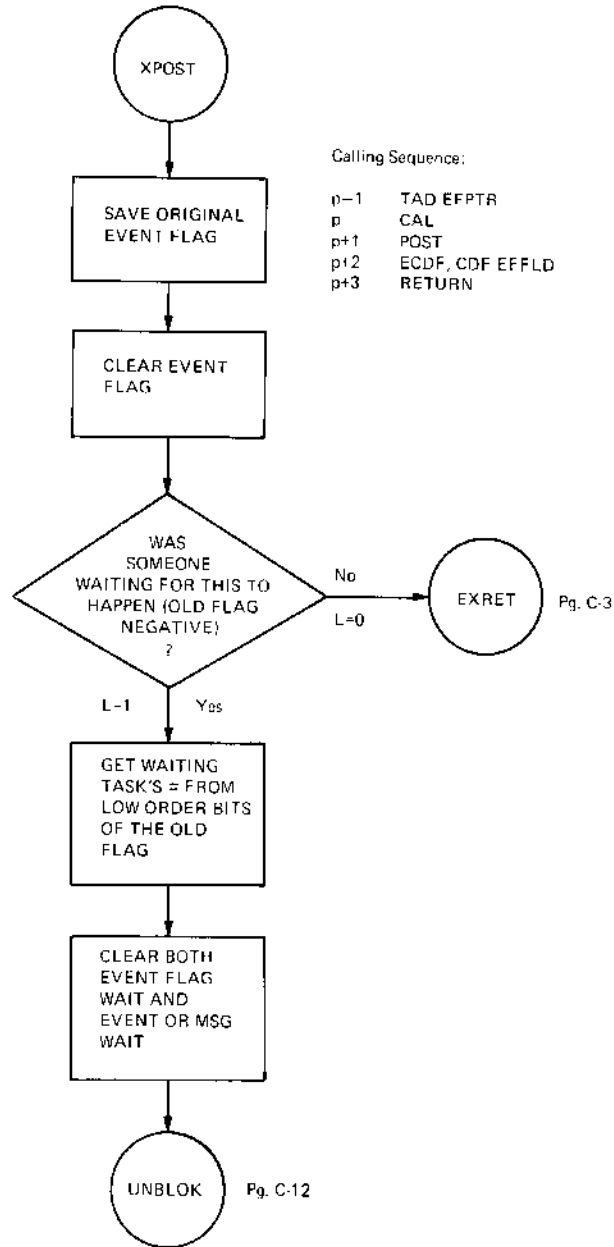 XPOST
Calling Sequence:
p-1 TAD EFPTR
p CAL
p+1 POST
p+2 ECDF, CDF EFFLD
p+3 RETURN
SAVE ORIGINAL
EVENT FLAG
CLEAR EVENT
FLAG
WAS
SOMEONE
WAITING FOR THIS TO
HAPPEN (OLD FLAG
NEGATIVE)
?
No
L=0
EXRET
Pg. C-3
L=1 Yes
GET WAITING
TASK'S = FROM
LOW ORDER BITS
OF THE OLD
FLAG
CLEAR BOTH
EVENT FLAG
WAIT AND
EVENT OR MSG
WAIT
UNBLOK
Pg. C-12